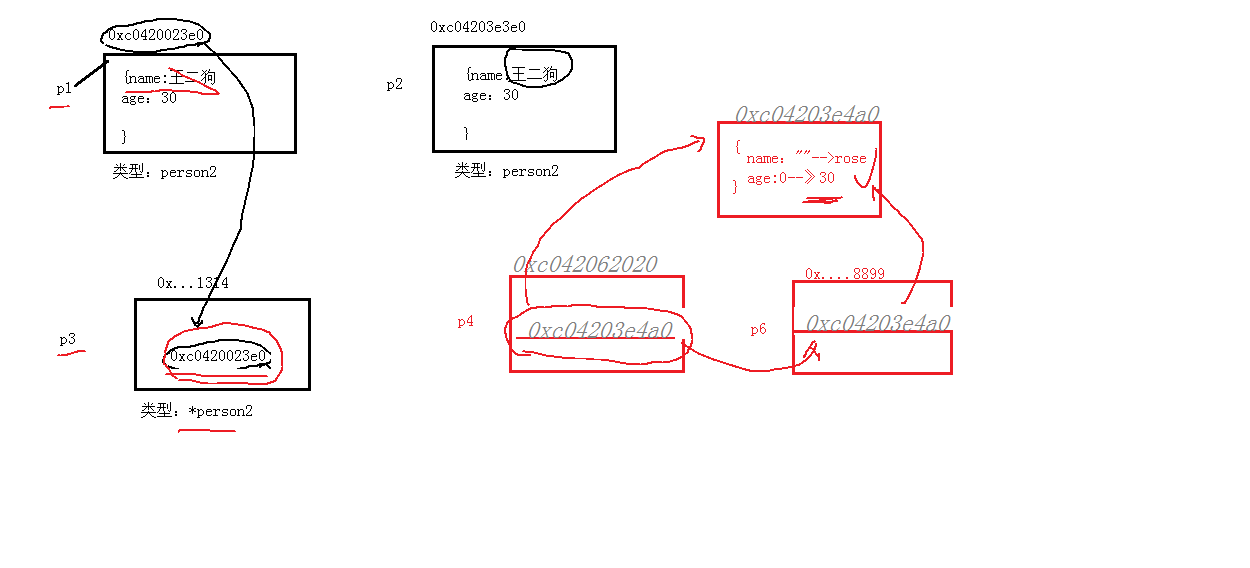 0xc0420023e0
p1
{name:王二狗
age：30
}
类型：person2
0xc04203e3e0
p2
{name:王二狗
age：30
}
类型：person2
0xc04203e4a0
{
name：""-->rose
age:0--》30
}
0x...1314
p3
0xc0420023e0
类型：*person2
0xc042062020
p4
0xc04203e4a0
0x....8899
p6
0xc04203e4a0